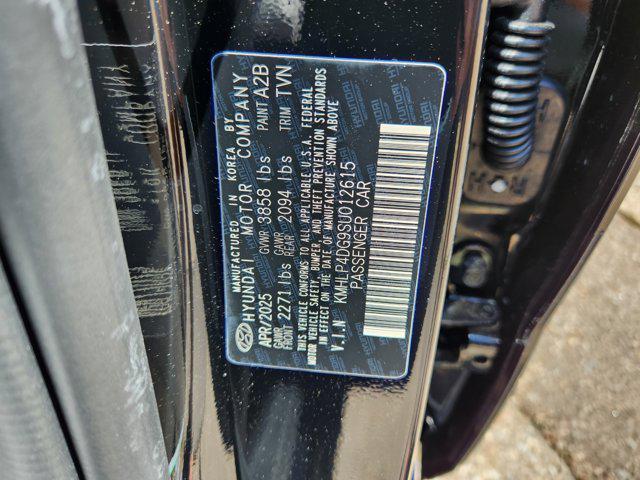 MANUFACTURED IN KOREA BY
HYUNDAI MOTOR COMPANY
APR/2025 GVWR 3858 lbs PAINT A2B
GAWR FRONT 2271 lbs GAWR REAR 2094 lbs TRIM TVN
THIS VEHICLE CONFORMS TO ALL APPLICABLE U.S.A. FEDERAL
MOTOR VEHICLE SAFETY, BUMPER, AND THEFT PREVENTION STANDARDS
IN EFFECT ON THE DATE OF MANUFACTURE SHOWN ABOVE
V.I.N KMHLP4DG9SU012615
PASSENGER CAR
25